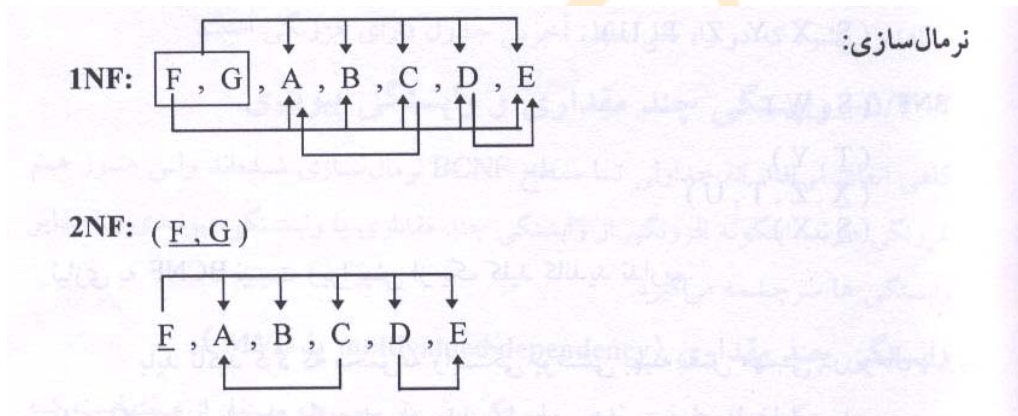 نرمال‌سازی:
1NF: F , G , A , B , C , D , E
2NF: (F, G)
F , A , B , C , D , E